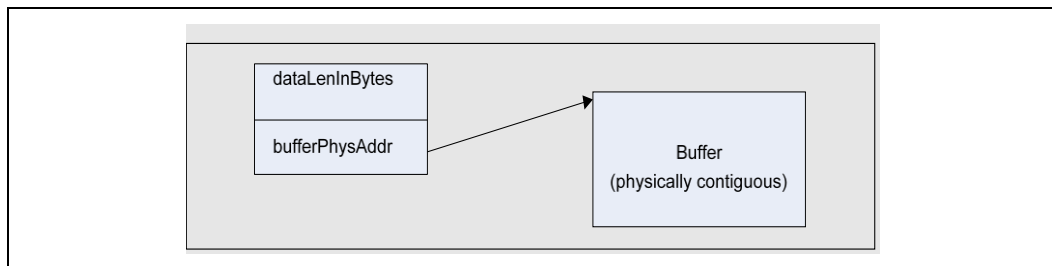 dataLenInBytes
bufferPhysAddr
Buffer
(physically contiguous)